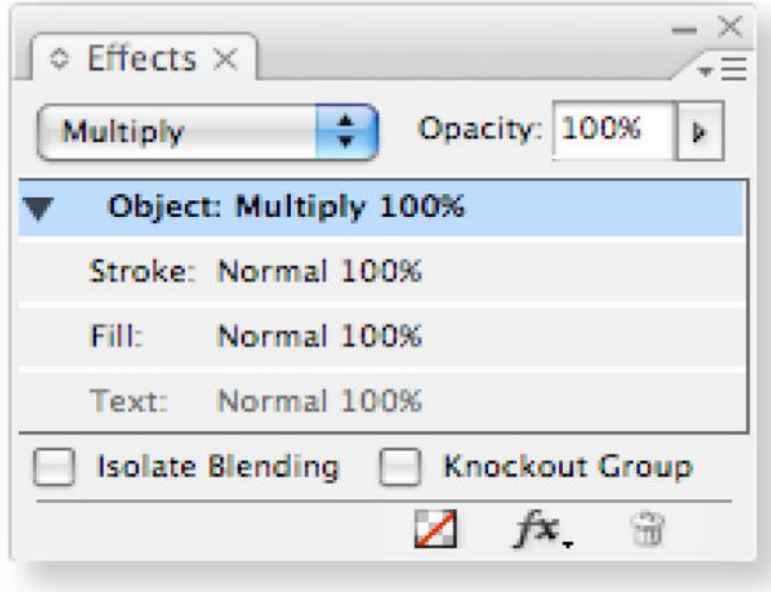 Effects
Multiply Opacity: 100%
Object: Multiply 100%
Stroke: Normal 100%
Fill: Normal 100%
Text: Normal 100%
Isolate Blending Knockout Group
fx.